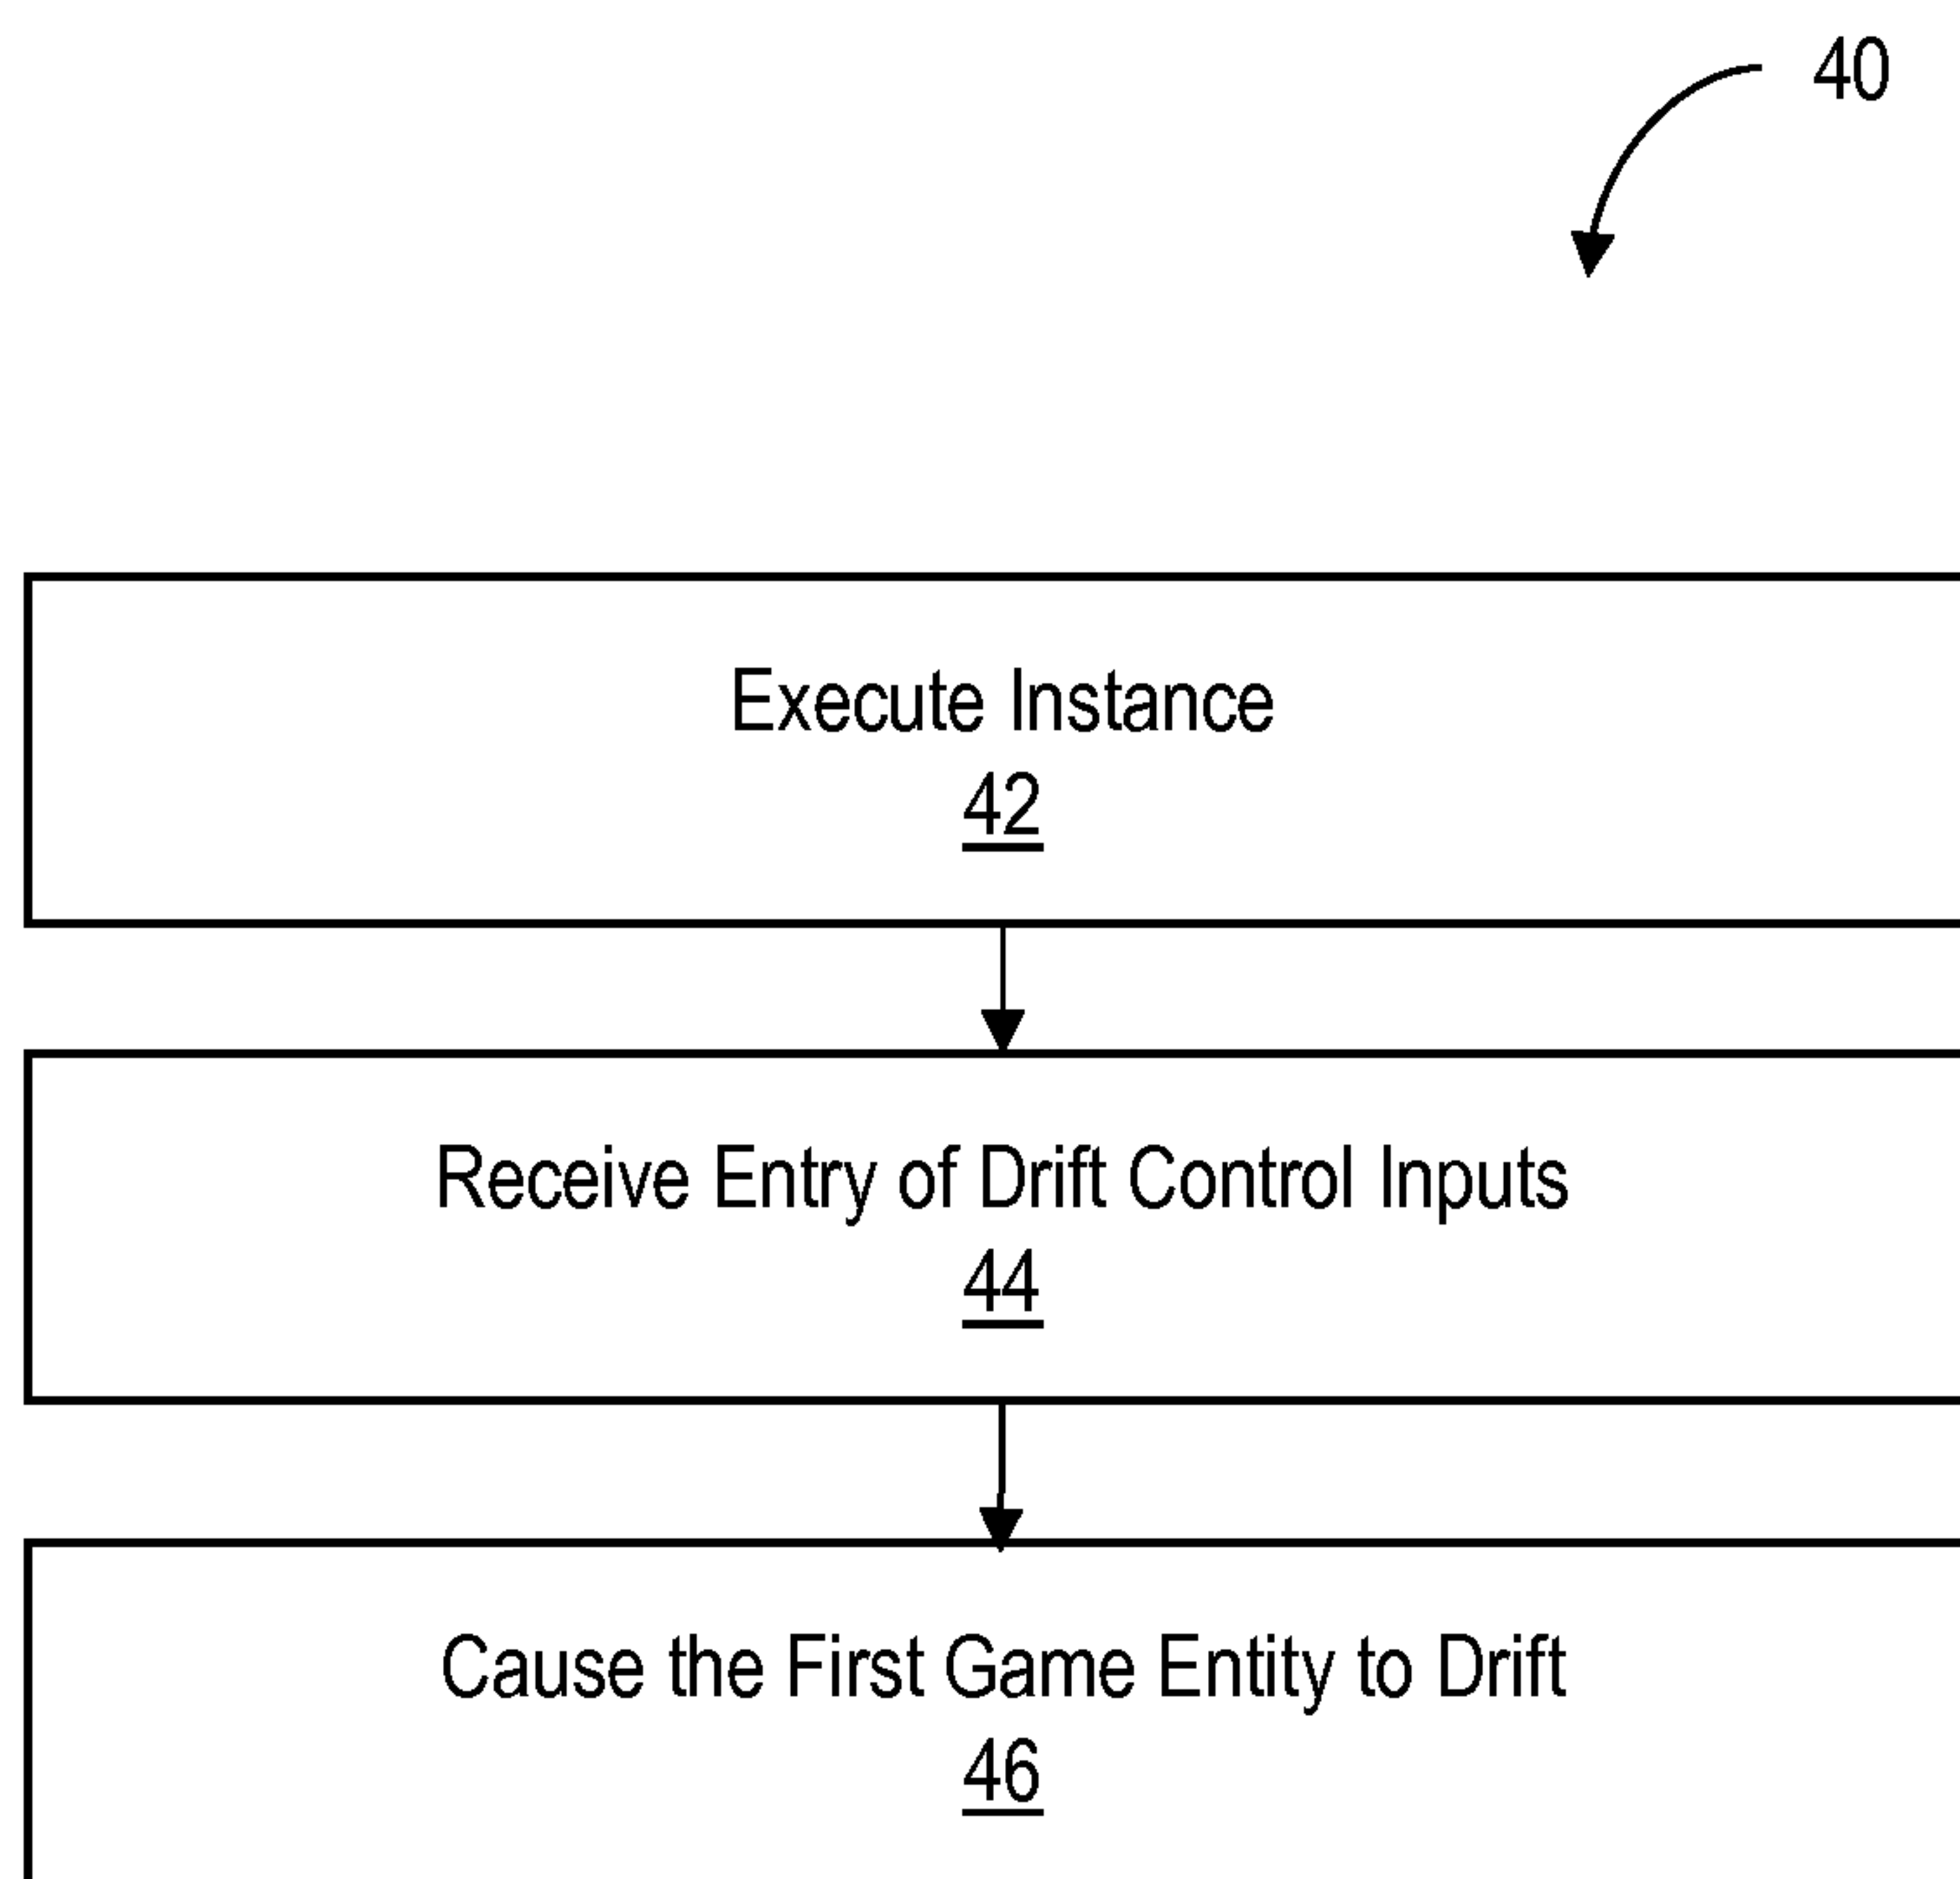 40
Execute Instance
42
Receive Entry of Drift Control Inputs
44
Cause the First Game Entity to Drift
46